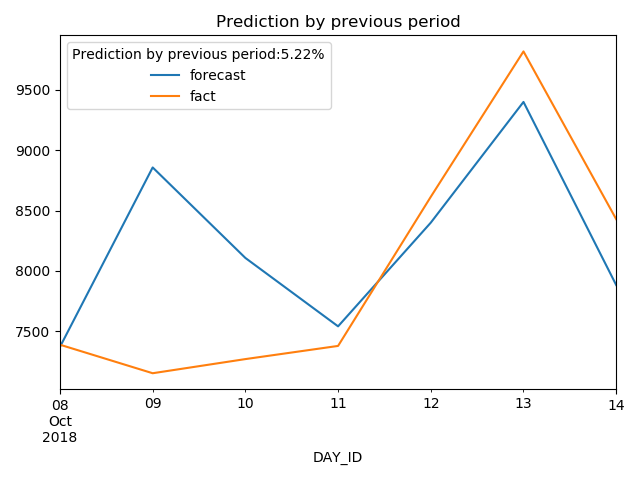 Prediction by previous period
Prediction by previous period:5.22%
forecast
fact
9500
9000
8500
8000
7500
08 09 10 11 12 13 14
Oct
2018
DAY_ID